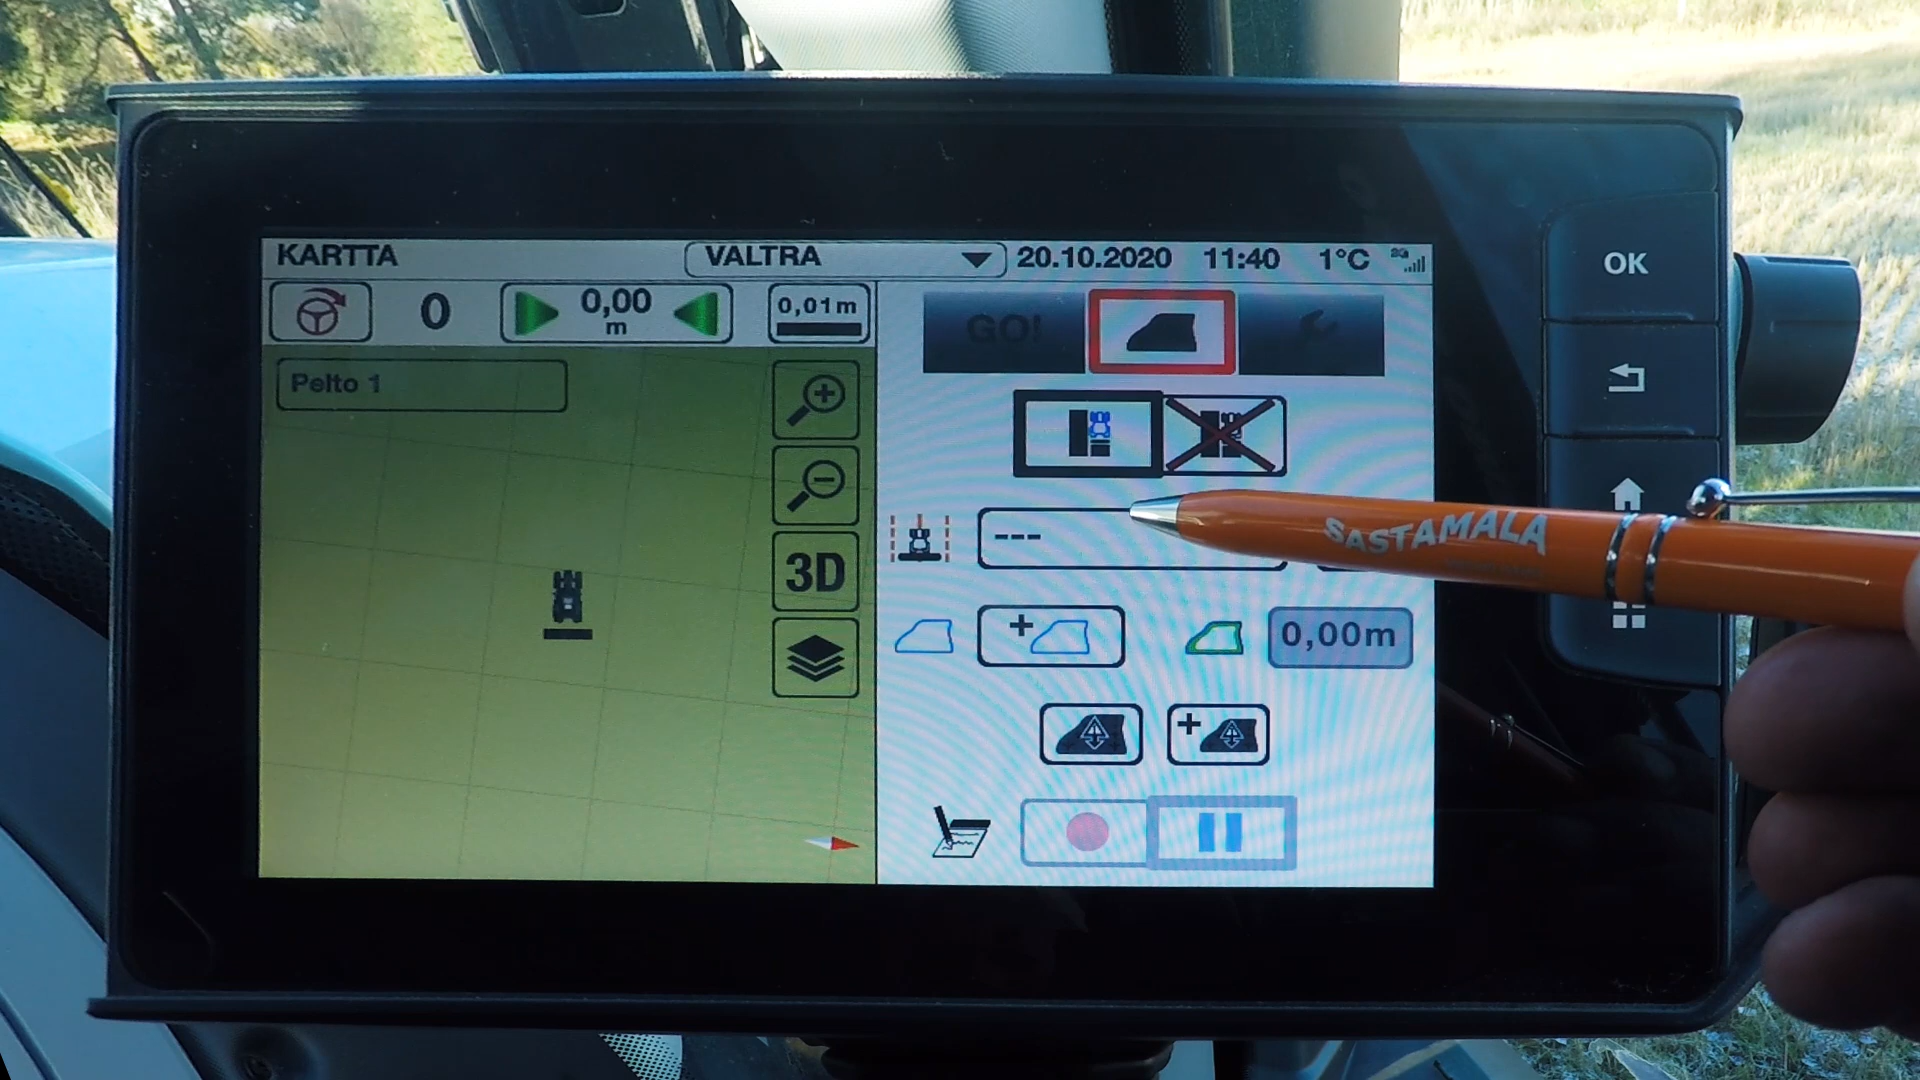 KARTTA
VALTRA
20.10.2020 11:40 1°C 3G
0
0,00
m
0,01m
GO!
Pelto 1
3D
---
0,00m
OK
SASTAMALA